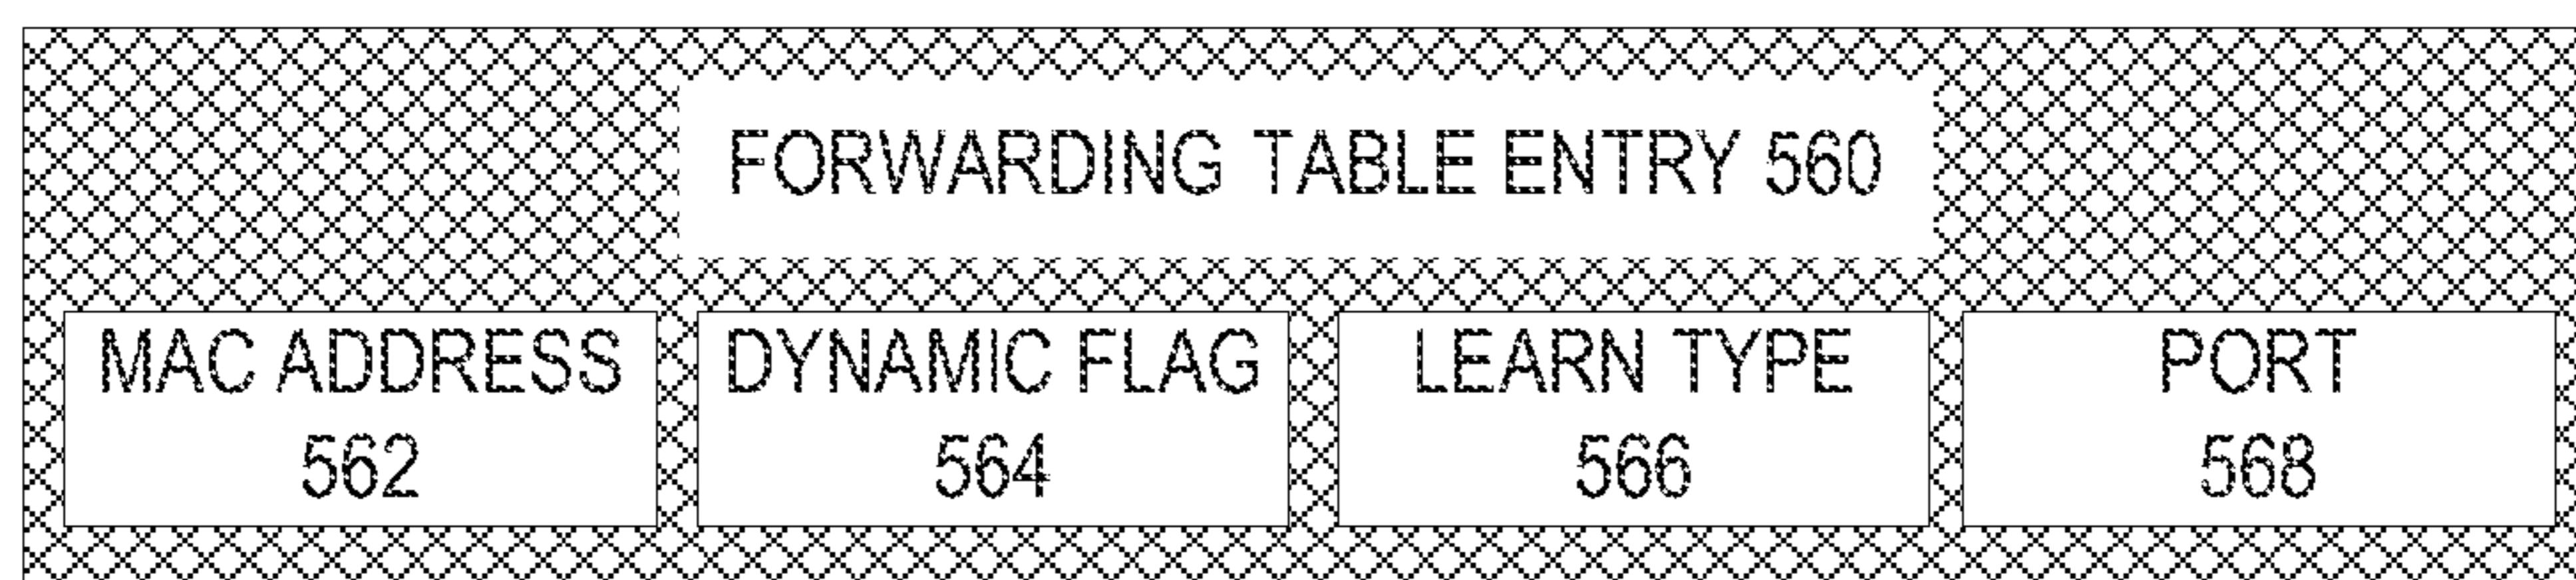 FORWARDING TABLE ENTRY 560
MAC ADDRESS
562
DYNAMIC FLAG
564
LEARN TYPE
566
PORT
568